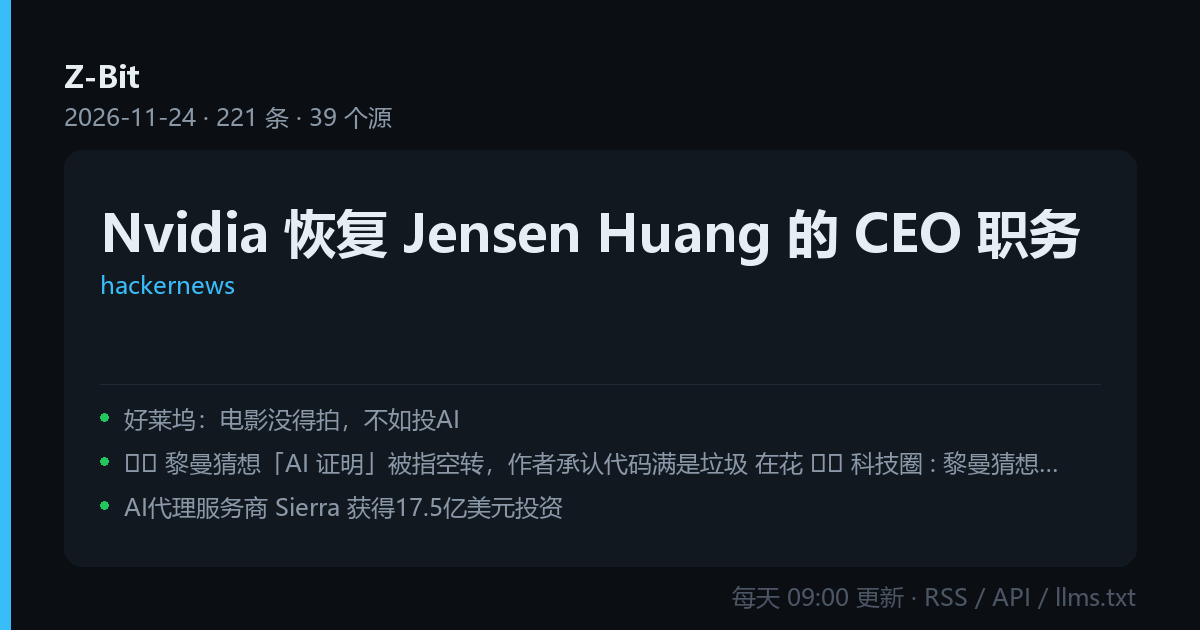 Z-Bit
2026-11-24 · 221 条 · 39 个源
Nvidia 恢复 Jensen Huang 的 CEO 职务
hackernews
好莱坞：电影没得拍，不如投AI
▯▯ 黎曼猜想「AI 证明」被指空转，作者承认代码满是垃圾 在花 ▯▯ 科技圈 : 黎曼猜想...
AI代理服务商 Sierra 获得17.5亿美元投资
每天 09:00 更新 · RSS / API / llms.txt